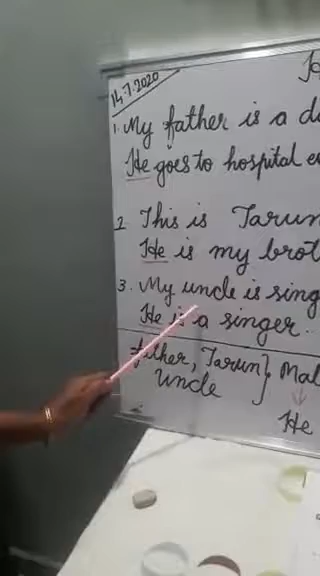 14.7.2020
1. My father is a
He goes to hospital
2 This is Tarun
He is my
3. My uncle is
He is a singer.
father, Tarun }
Uncle
He